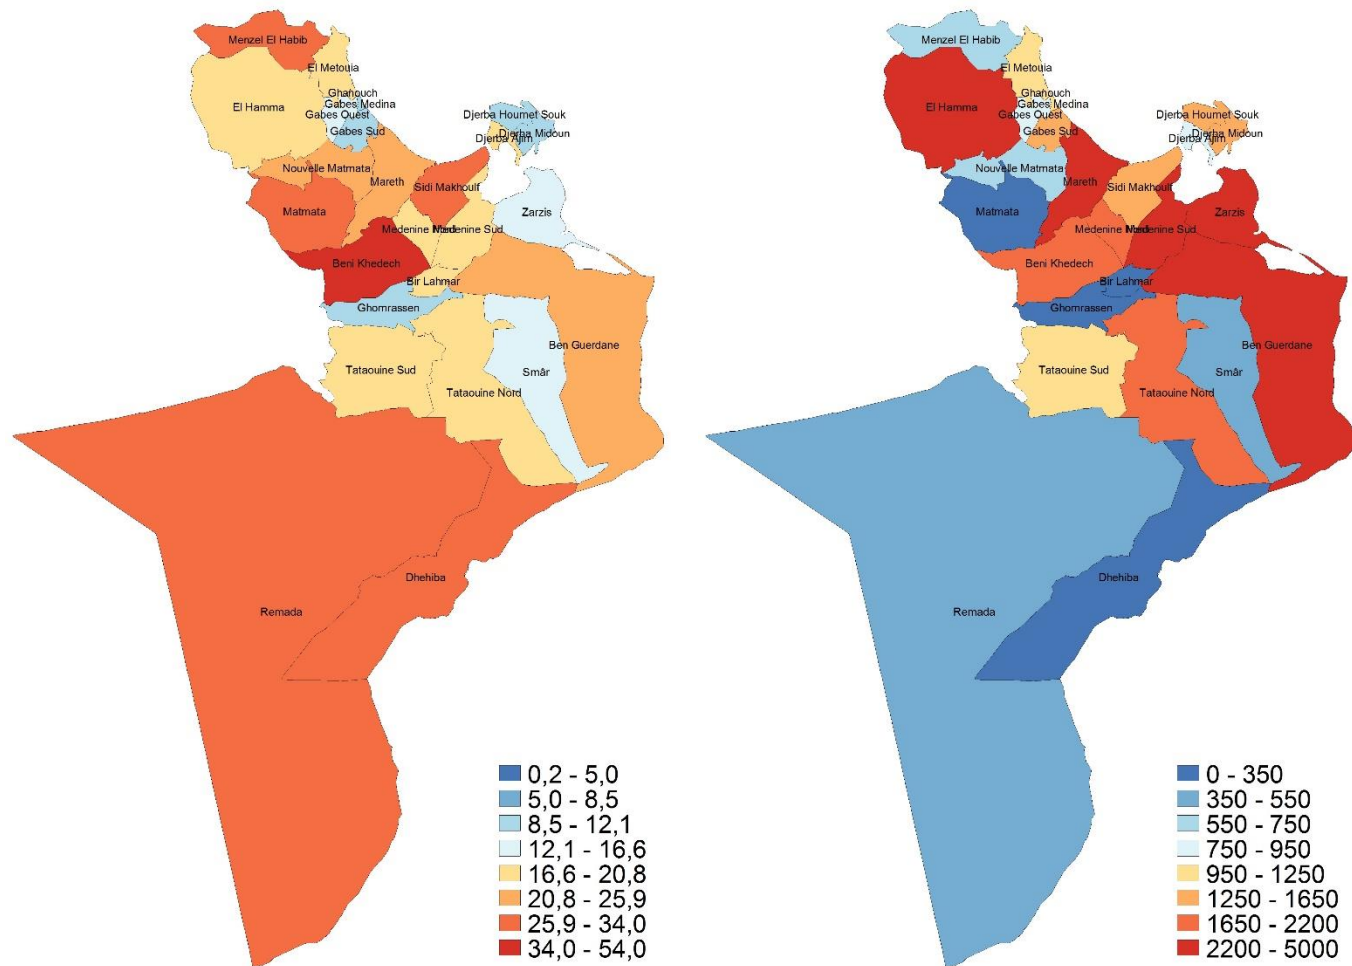 Menzel El Habib
El Metouia
El Hamma
Ghanouch
Gabes Medina
Gabes Ouest
Gabes Sud
Djerba Houmet Souk
Djerba Midoun
Djerba Ajim
Nouvelle Matmata
Mareth
Sidi Makhoulf
Matmata
Zarzis
Medenine Nord
Medenine Sud
Beni Khedech
Bir Lahmar
Ghomrassen
Ben Guerdane
Tataouine Sud
Smâr
Tataouine Nord
Dhehiba
Remada
0,2 - 5,0
5,0 - 8,5
8,5 - 12,1
12,1 - 16,6
16,6 - 20,8
20,8 - 25,9
25,9 - 34,0
34,0 - 54,0
Menzel El Habib
El Metouia
El Hamma
Ghanouch
Gabes Medina
Gabes Ouest
Gabes Sud
Djerba Houmet Souk
Djerba Midoun
Djerba Ajim
Nouvelle Matmata
Mareth
Sidi Makhoulf
Matmata
Zarzis
Medenine Nord
Medenine Sud
Beni Khedech
Bir Lahmar
Ghomrassen
Ben Guerdane
Tataouine Sud
Smâr
Tataouine Nord
Dhehiba
Remada
0 - 350
350 - 550
550 - 750
750 - 950
950 - 1250
1250 - 1650
1650 - 2200
2200 - 5000